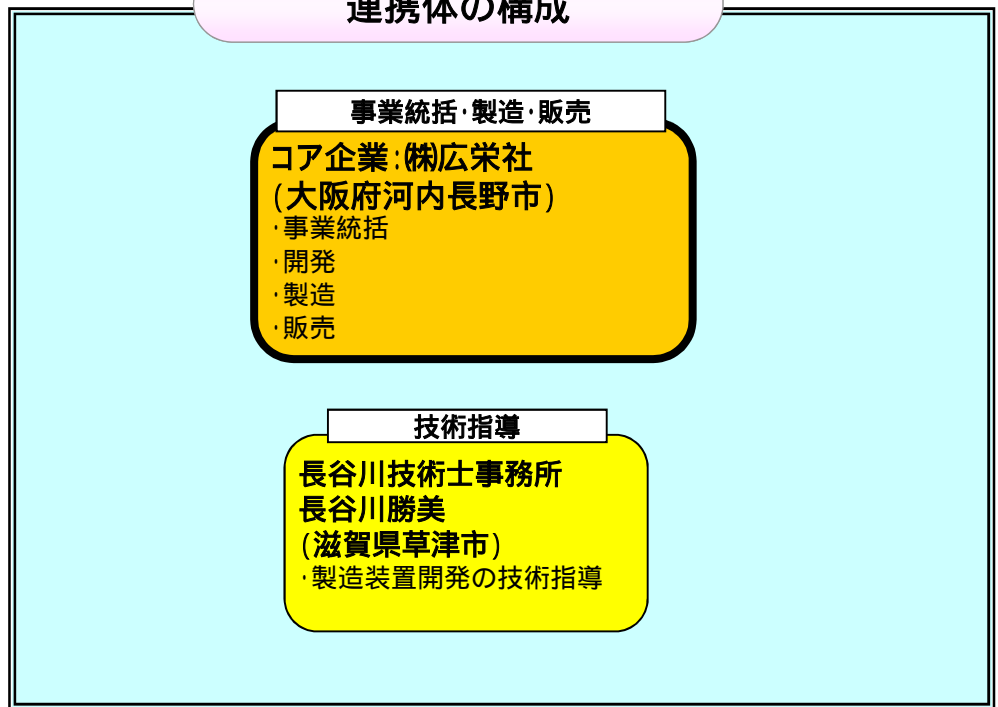 連携体の構成
事業統括・製造・販売
コア企業：㈱広栄社
(大阪府河内長野市)
・事業統括
・開発
・製造
・販売
技術指導
長谷川技術士事務所
長谷川勝美
(滋賀県草津市)
・製造装置開発の技術指導